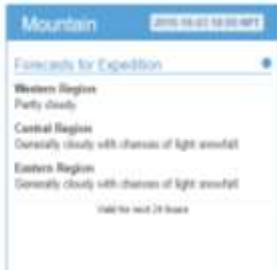 Mountain
Forecasts for Expedition
Western Region
Partly cloudy
Central Region
Generally cloudy with chances of light snowfall
Eastern Region
Generally cloudy with chances of light snowfall
Valid for next 24 hours